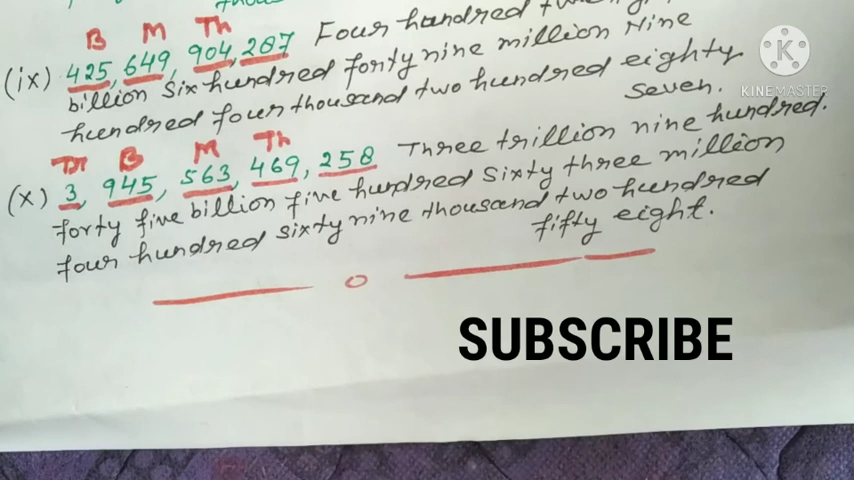 thous
B M Th
(ix) 425,649,904,287 Four hundred
billion six hundred forty nine million Nine
hundred four thousand two hundred eighty
seven.
Tri B M Th
(x) 3, 945, 563, 469, 258 Three trillion nine hundred.
forty five billion five hundred sixty three million
four hundred sixty nine thousand two hundred
fifty eight.
SUBSCRIBE
K
KINEMASTER